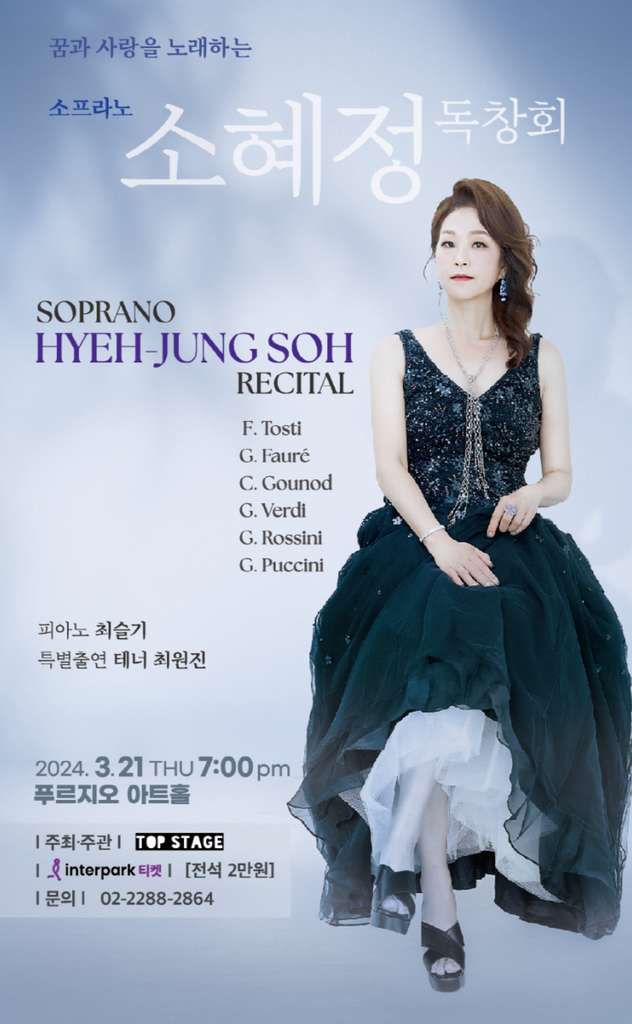 꿈과 사랑을 노래하는
소프라노 소혜정 독창회
SOPRANO
HYEH-JUNG SOH
RECITAL
F. Tosti
G. Fauré
C. Gounod
G. Verdi
G. Rossini
G. Puccini
피아노 최슬기
특별출연 테너 최원진
2024. 3.21 THU 7:00 pm
푸르지오 아트홀
| 주최·주관 | TOP STAGE
| interpark 티켓 | [전석 2만원]
| 문의 | 02-2288-2864